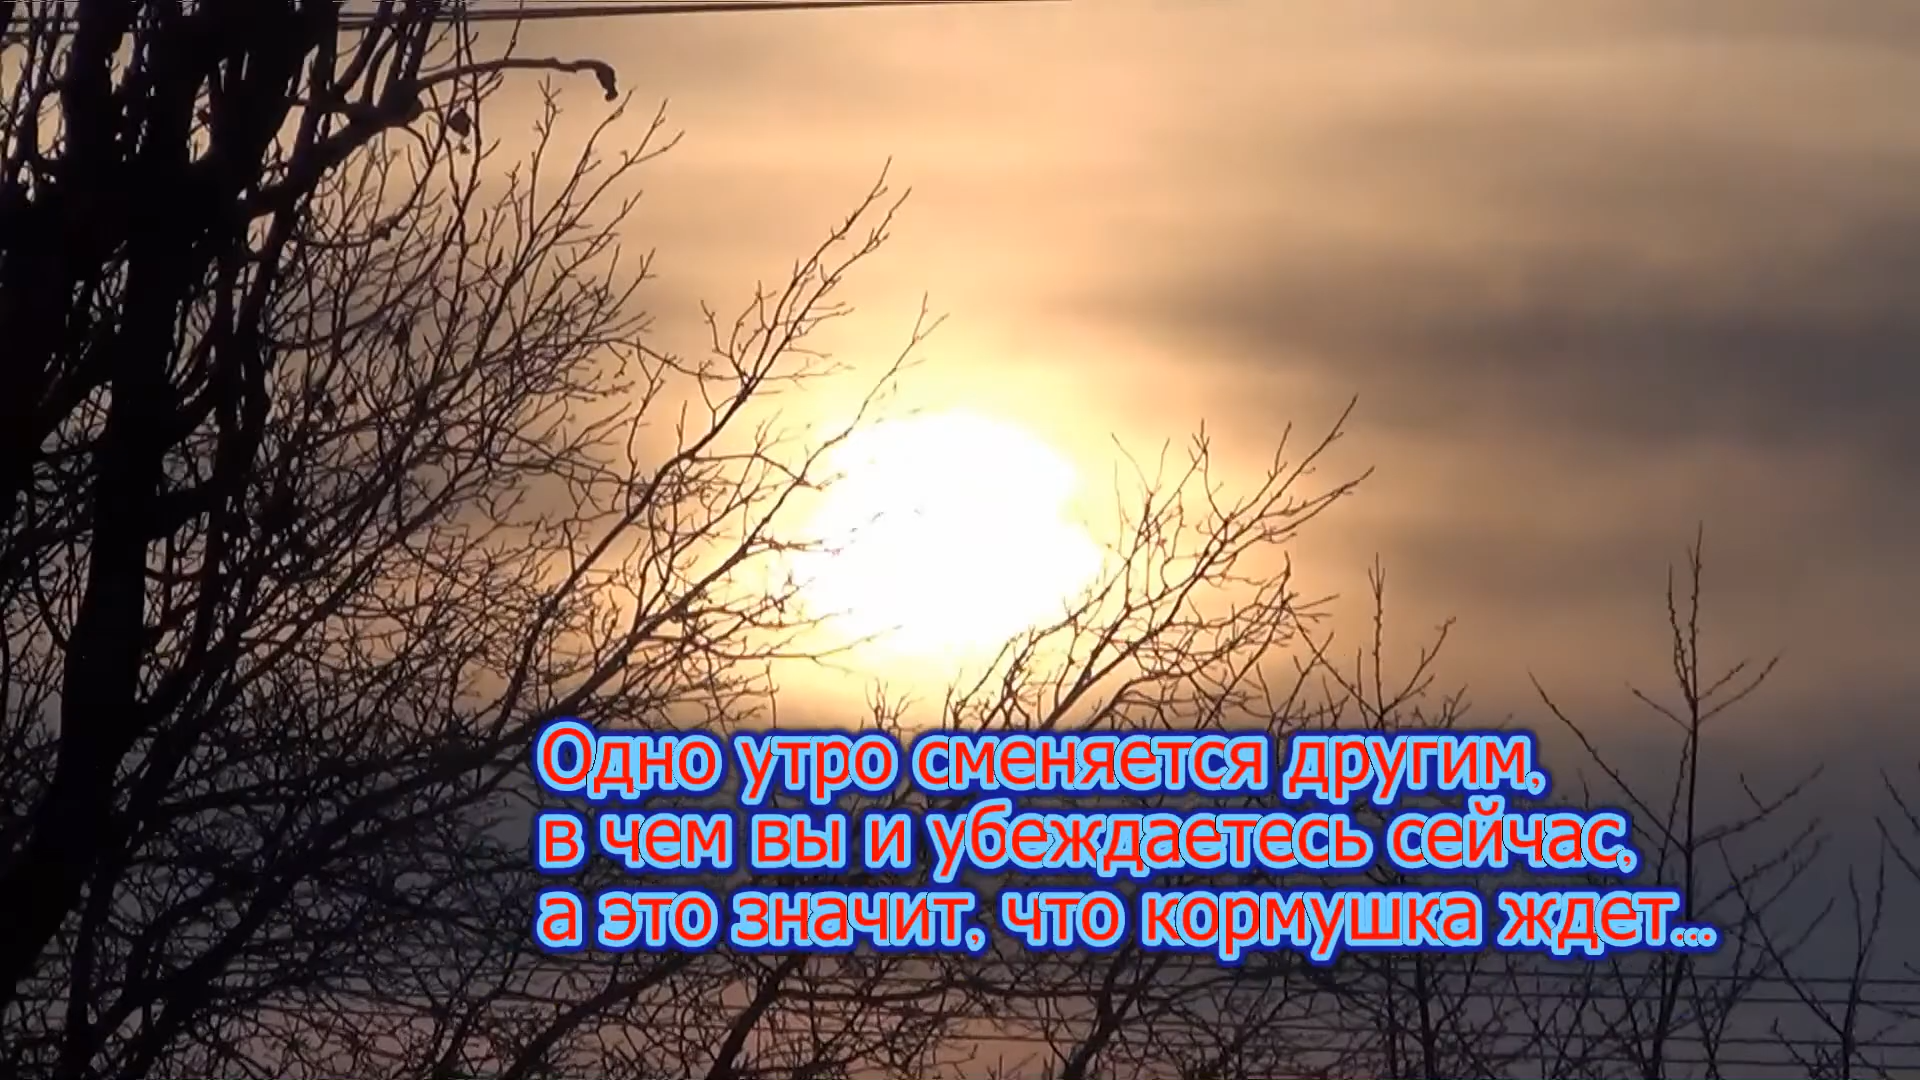 Одно утро сменяется другим,
в чем вы и убеждаетесь сейчас,
а это значит, что кормушка ждет...